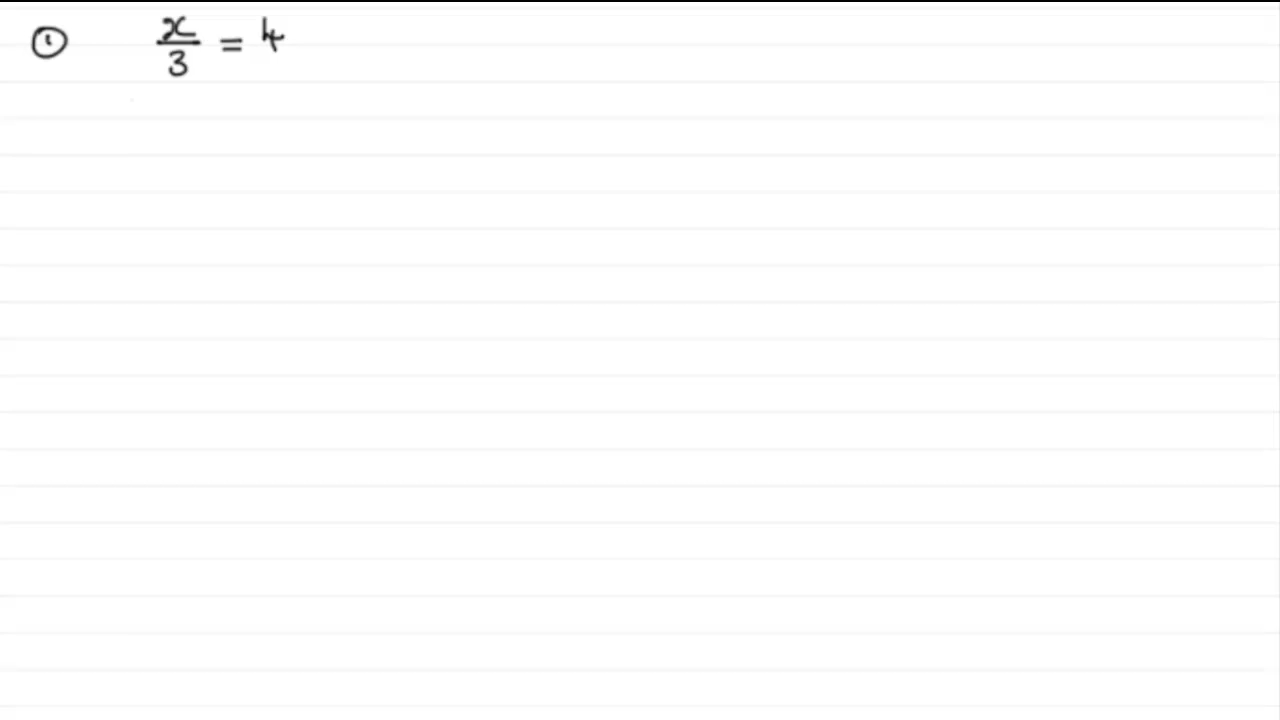 ① x/3 = 4